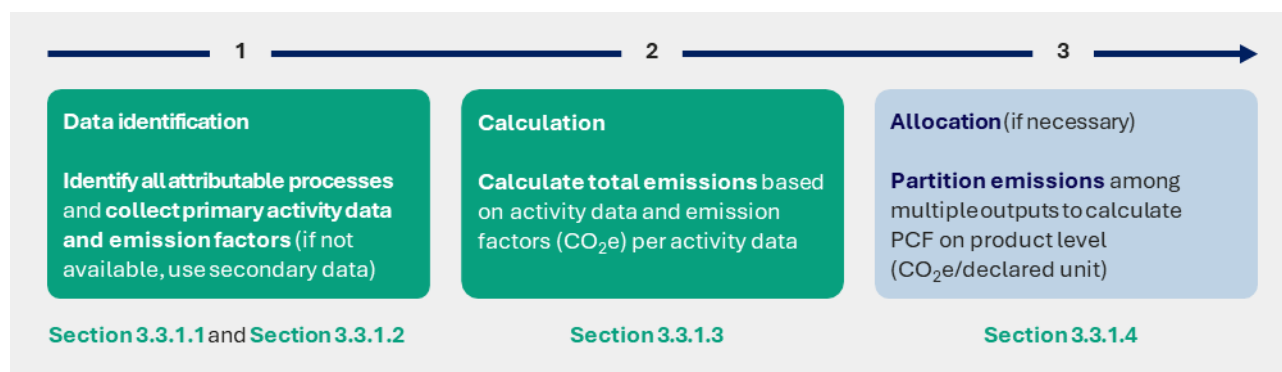 1
2
3
Data identification
Identify all attributable processes
and collect primary activity data
and emission factors (if not
available, use secondary data)
Calculation
Calculate total emissions based
on activity data and emission
factors (CO₂e) per activity data
Allocation (if necessary)
Partition emissions among
multiple outputs to calculate
PCF on product level
(CO₂e/declared unit)
Section 3.3.1.1 and Section 3.3.1.2
Section 3.3.1.3
Section 3.3.1.4